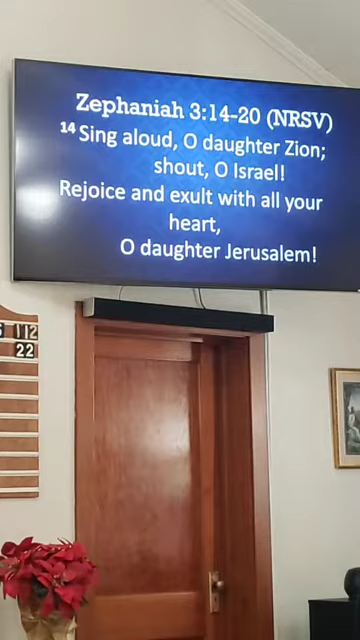 Zephaniah 3:14-20 (NRSV)
14 Sing aloud, O daughter Zion;
shout, O Israel!
Rejoice and exult with all your
heart,
O daughter Jerusalem!
112
22